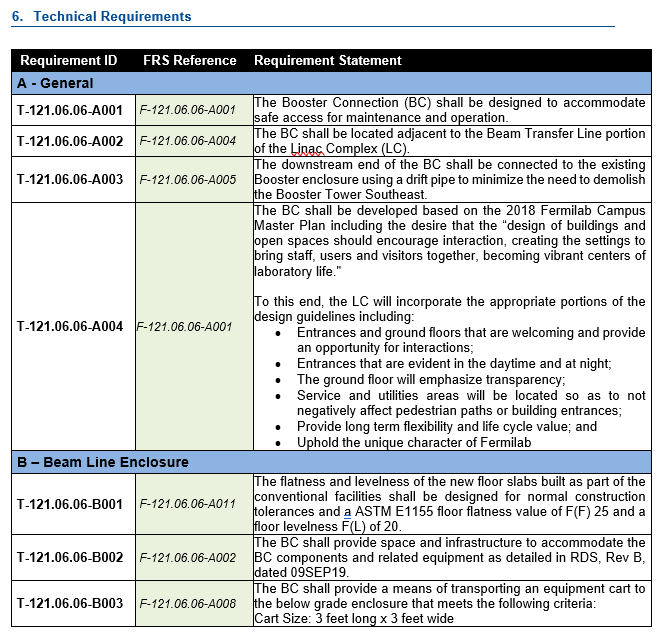 6. Technical Requirements
Requirement ID FRS Reference Requirement Statement
A - General
T-121.06.06-A001 F-121.06.06-A001 The Booster Connection (BC) shall be designed to accommodate
safe access for maintenance and operation.
T-121.06.06-A002 F-121.06.06-A004 The BC shall be located adjacent to the Beam Transfer Line portion
of the Linac Complex (LC).
T-121.06.06-A003 F-121.06.06-A005 The downstream end of the BC shall be connected to the existing
Booster enclosure using a drift pipe to minimize the need to demolish
the Booster Tower Southeast.
T-121.06.06-A004 F-121.06.06-A001 The BC shall be developed based on the 2018 Fermilab Campus
Master Plan including the desire that the “design of buildings and
open spaces should encourage interaction, creating the settings to
bring staff, users and visitors together, becoming vibrant centers of
laboratory life."
To this end, the LC will incorporate the appropriate portions of the
design guidelines including:
• Entrances and ground floors that are welcoming and provide
an opportunity for interactions;
• Entrances that are evident in the daytime and at night;
• The ground floor will emphasize transparency;
• Service and utilities areas will be located so as to not
negatively affect pedestrian paths or building entrances;
• Provide long term flexibility and life cycle value; and
• Uphold the unique character of Fermilab
B – Beam Line Enclosure
T-121.06.06-B001 F-121.06.06-A011 The flatness and levelness of the new floor slabs built as part of the
conventional facilities shall be designed for normal construction
tolerances and a ASTM E1155 floor flatness value of F(F) 25 and a
floor levelness F(L) of 20.
T-121.06.06-B002 F-121.06.06-A002 The BC shall provide space and infrastructure to accommodate the
BC components and related equipment as detailed in RDS, Rev B,
dated 09SEP19.
T-121.06.06-B003 F-121.06.06-A008 The BC shall provide a means of transporting an equipment cart to
the below grade enclosure that meets the following criteria:
Cart Size: 3 feet long x 3 feet wide